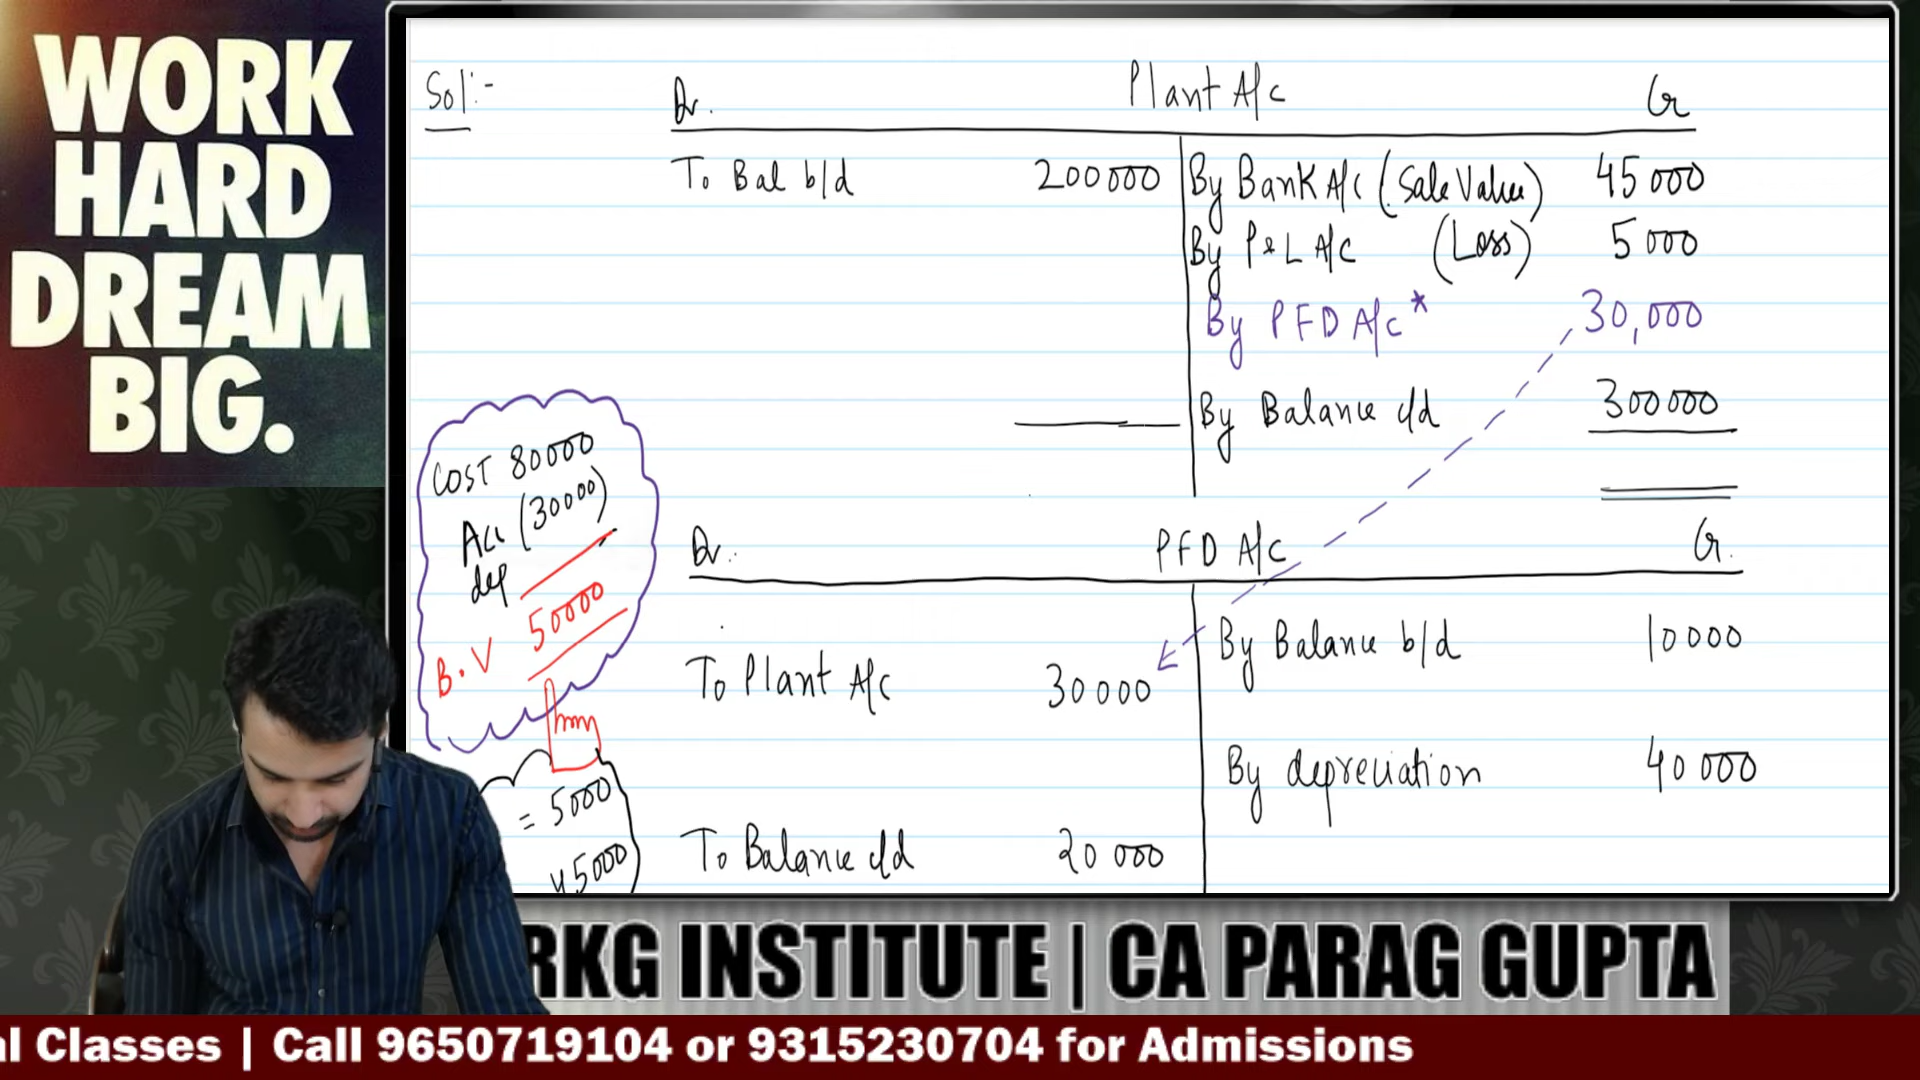 WORK
HARD
DREAM
BIG.
Sol:-
Dr. Plant A/c Cr
To Bal b/d 200000 By Bank A/c (Sale Value) 45000
By P&L A/c (Loss) 5000
By PFD A/c* 30,000
By Balance c/d 300000
COST 80000
Acc (30000)
dep
B.V 50000
Dr. PFD A/c Cr.
By Balance b/d 10000
To Plant A/c 30000
By depreciation 40000
= 5000
45000
To Balance c/d 20000
RKG INSTITUTE | CA PARAG GUPTA
al Classes | Call 9650719104 or 9315230704 for Admissions